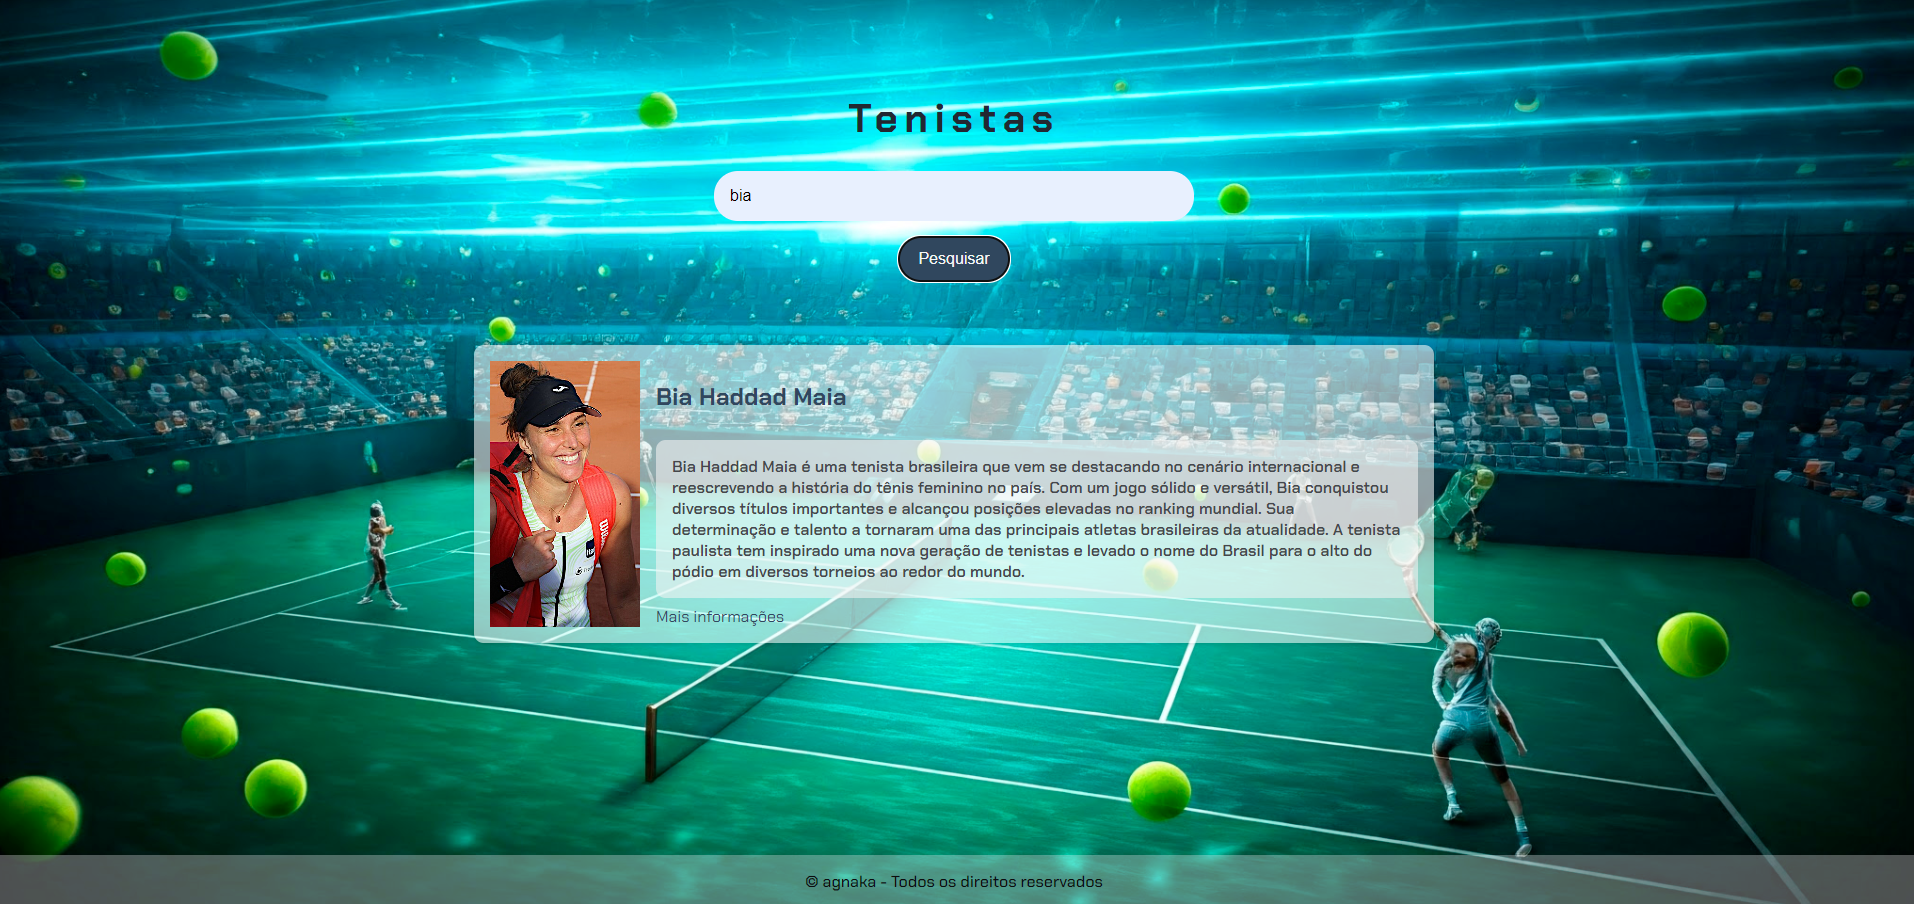 Tenistas
bia
Pesquisar
Bia Haddad Maia
Bia Haddad Maia é uma tenista brasileira que vem se destacando no cenário internacional e
reescrevendo a história do tênis feminino no país. Com um jogo sólido e versátil, Bia conquistou
diversos títulos importantes e alcançou posições elevadas no ranking mundial. Sua
determinação e talento a tornaram uma das principais atletas brasileiras da atualidade. A tenista
paulista tem inspirado uma nova geração de tenistas e levado o nome do Brasil para o alto do
pódio em diversos torneios ao redor do mundo.
Mais informações
© agnaka - Todos os direitos reservados